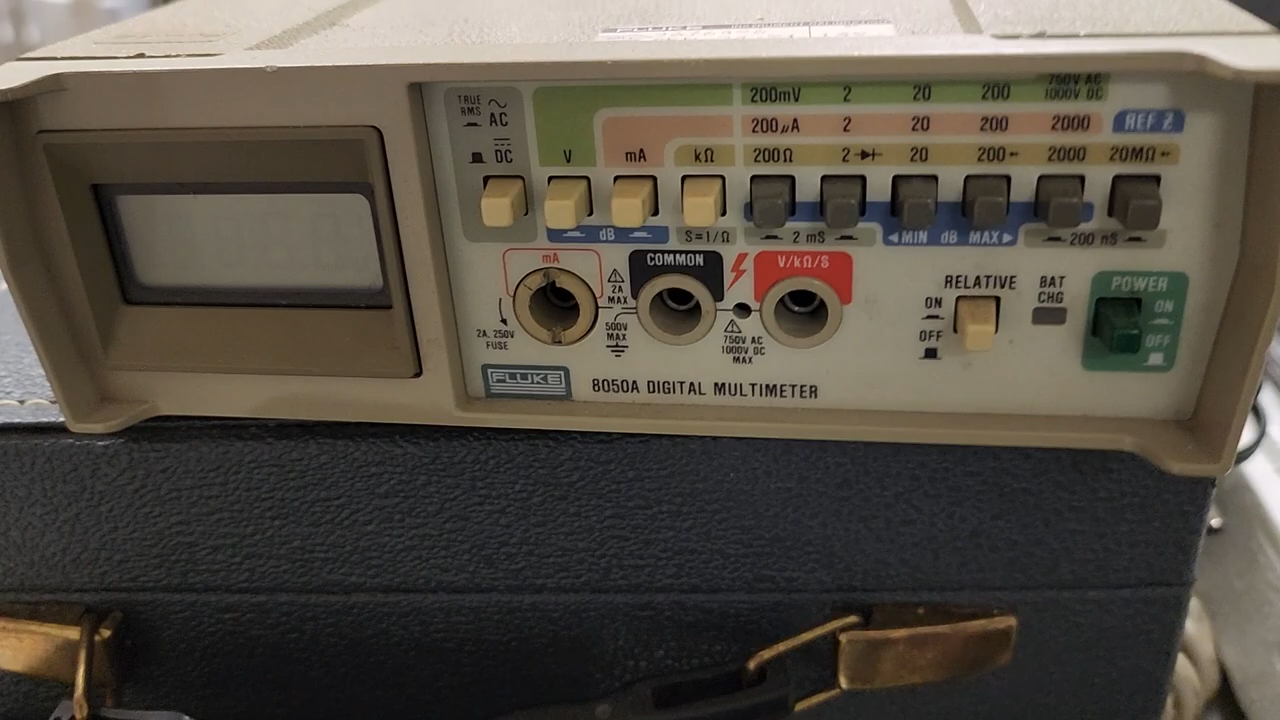 FLUKE
TRUE RMS AC
DC
V
mA
kΩ
200mV 2 20 200 750V AC 1000V DC
200μA 2 20 200 2000 REF Z
200Ω 2 20 200 2000 20MΩ
dB
S=1/Ω
2 mS
◄MIN dB MAX►
200 nS
mA
2A, 250V FUSE
2A MAX
500V MAX
COMMON
750V AC 1000V DC MAX
V/kΩ/S
RELATIVE
ON
OFF
BAT CHG
POWER
ON
OFF
FLUKE
8050A DIGITAL MULTIMETER